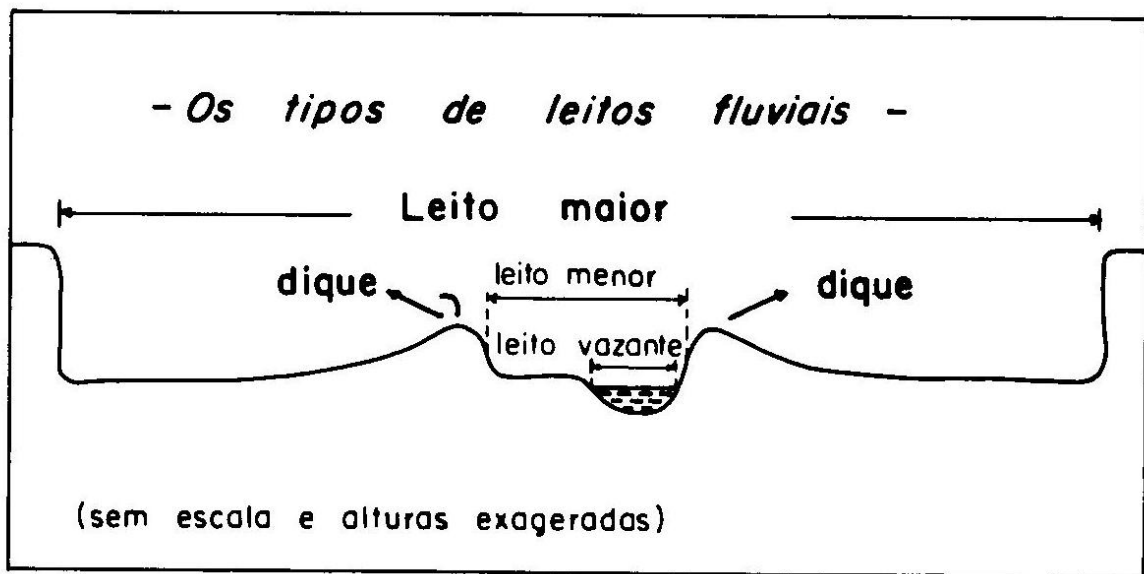 - Os tipos de leitos fluviais -
Leito maior
dique leito menor dique
leito vazante
(sem escala e alturas exageradas)